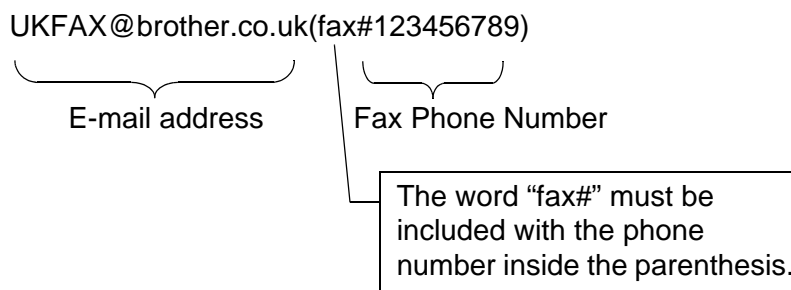 UKFAX@brother.co.uk(fax#123456789)
E-mail address Fax Phone Number
The word “fax#” must be
included with the phone
number inside the parenthesis.